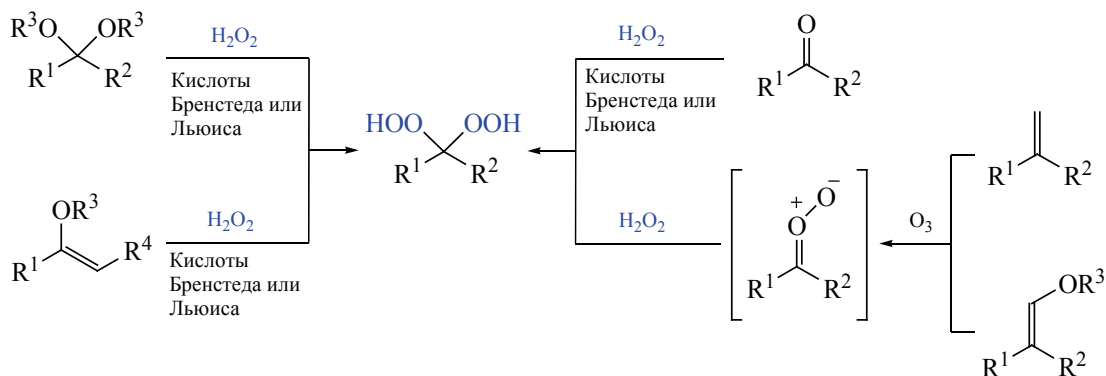 R³O OR³
R¹ R²
H₂O₂
Кислоты
Бренстеда или
Льюиса
OR³
R¹ R⁴
H₂O₂
Кислоты
Бренстеда или
Льюиса
HOO OOH
R¹ R²
H₂O₂
Кислоты
Бренстеда или
Льюиса
O
R¹ R²
H₂O₂
O⁻
O⁺
R¹ R²
O₃
R¹ R²
OR³
R¹ R²